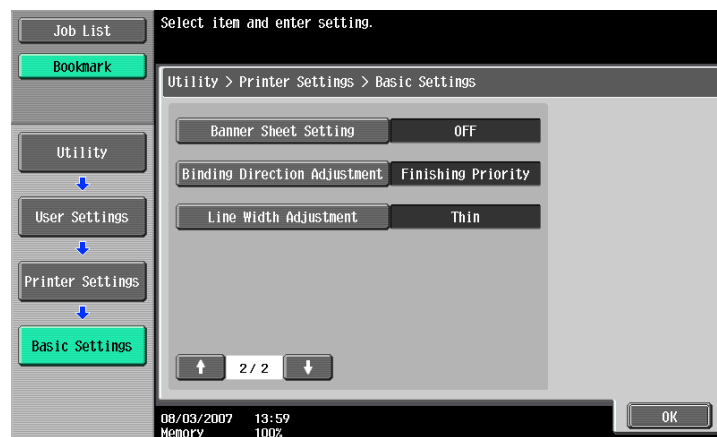 Job List
Bookmark
Select item and enter setting.
Utility > Printer Settings > Basic Settings
Utility
User Settings
Printer Settings
Basic Settings
Banner Sheet Setting OFF
Binding Direction Adjustment Finishing Priority
Line Width Adjustment Thin
2/ 2
08/03/2007 13:59
Memory 100%
OK